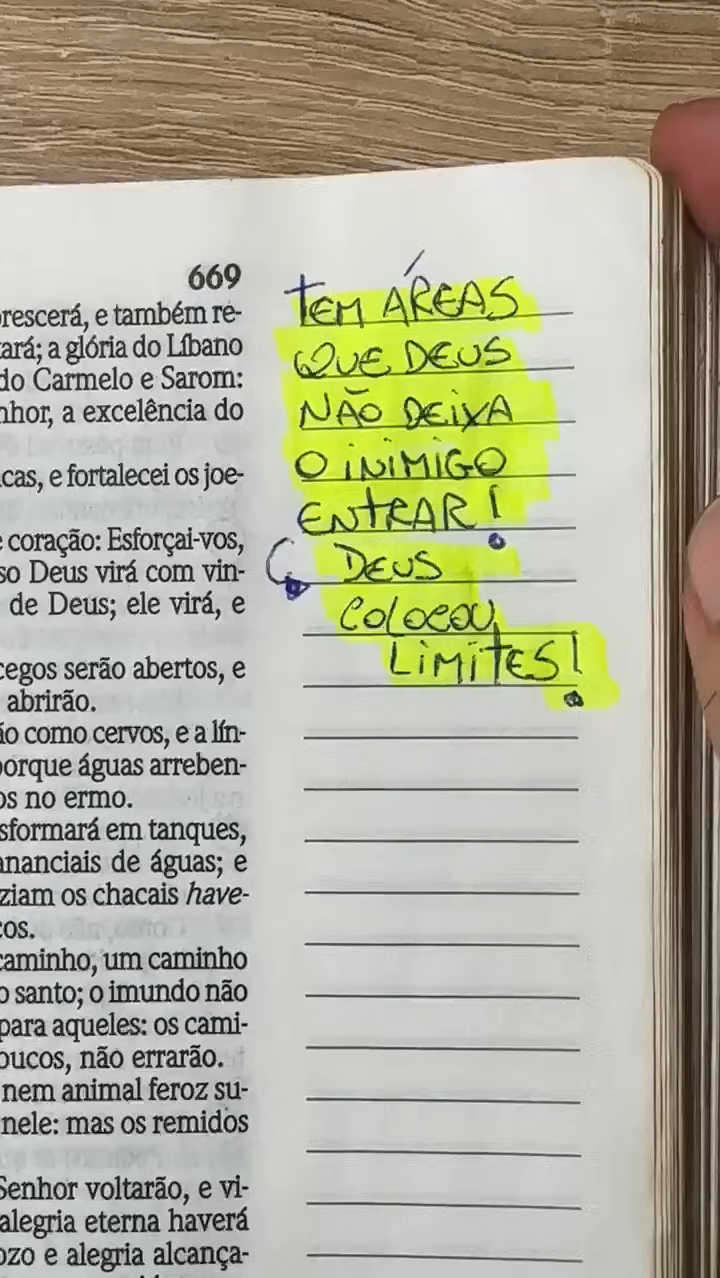 669
rescerá, e também re-
tará; a glória do Líbano
do Carmelo e Sarom:
nhor, a excelência do
cas, e fortalecei os joe-
coração: Esforçai-vos,
so Deus virá com vin-
de Deus; ele virá, e
cegos serão abertos, e
abrirão.
ão como cervos, e a lín-
porque águas arreben-
os no ermo.
sformará em tanques,
ananciais de águas; e
ziam os chacais have-
cos.
caminho, um caminho
o santo; o imundo não
para aqueles: os cami-
oucos, não errarão.
nem animal feroz su-
nele: mas os remidos
Senhor voltarão, e vi-
alegria eterna haverá
ozo e alegria alcança-
TEM ÁREAS
QUE DEUS
NÃO DEIXA
O INIMIGO
ENTRAR!
DEUS
COLOCOU
LIMITES!